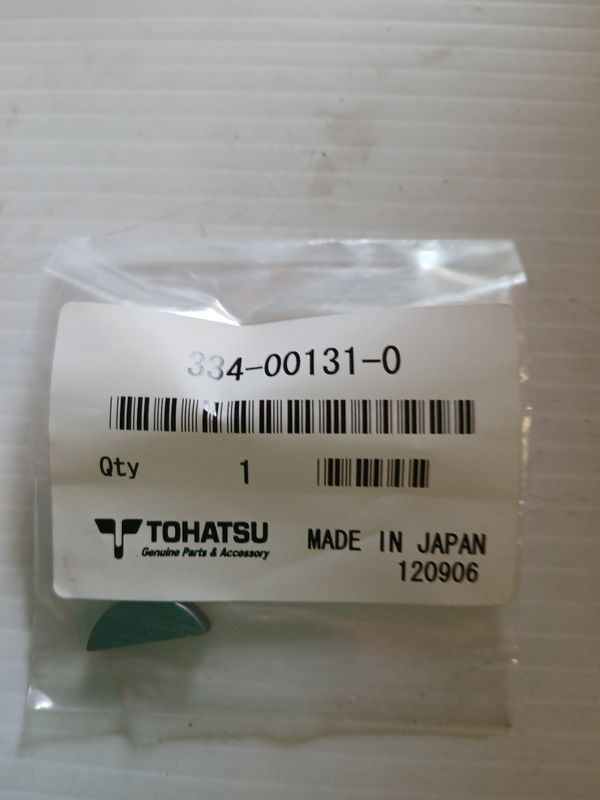 334-00131-0
Qty 1
TOHATSU
Genuine Parts & Accessory
MADE IN JAPAN
120906